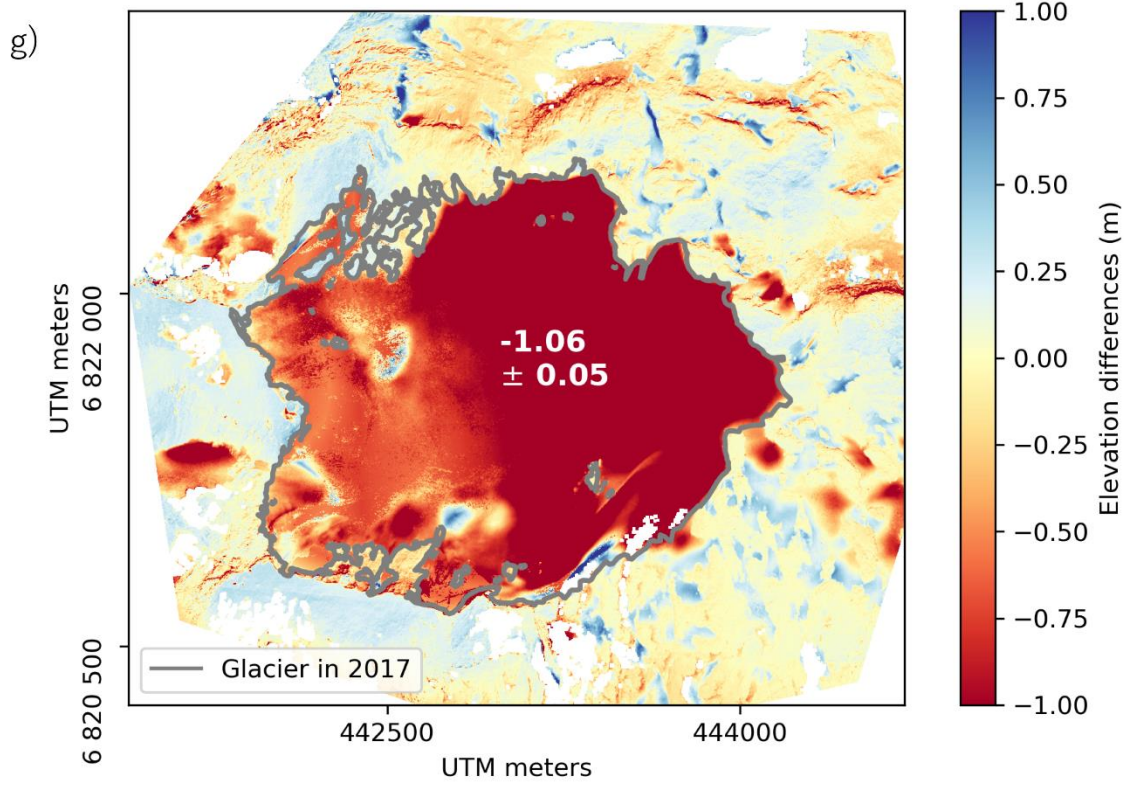 g)
-1.06
± 0.05
Glacier in 2017
6 822 000
6 820 500
UTM meters
442500
444000
UTM meters
1.00
0.75
0.50
0.25
0.00
−0.25
−0.50
−0.75
−1.00
Elevation differences (m)